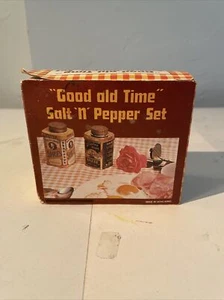 "Good old Time"
Salt 'N' Pepper Set